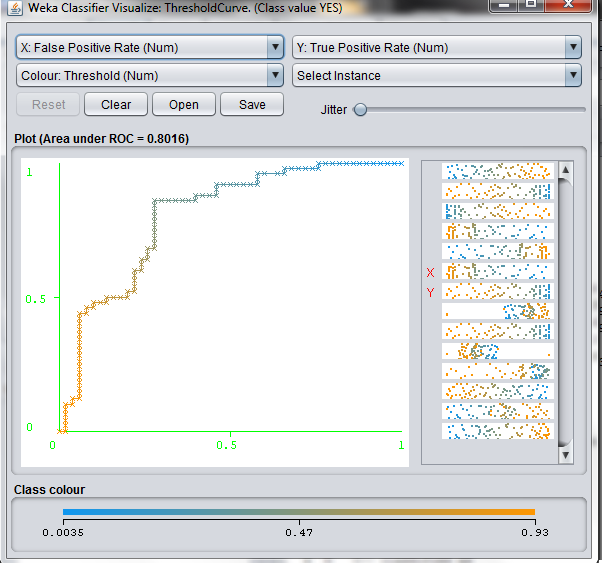 Weka Classifier Visualize: ThresholdCurve. (Class value YES)
X: False Positive Rate (Num)
Y: True Positive Rate (Num)
Colour: Threshold (Num)
Select Instance
Reset
Clear
Open
Save
Jitter
Plot (Area under ROC = 0.8016)
1
0.5
0
0
0.5
1
X
Y
Class colour
0.0035
0.47
0.93